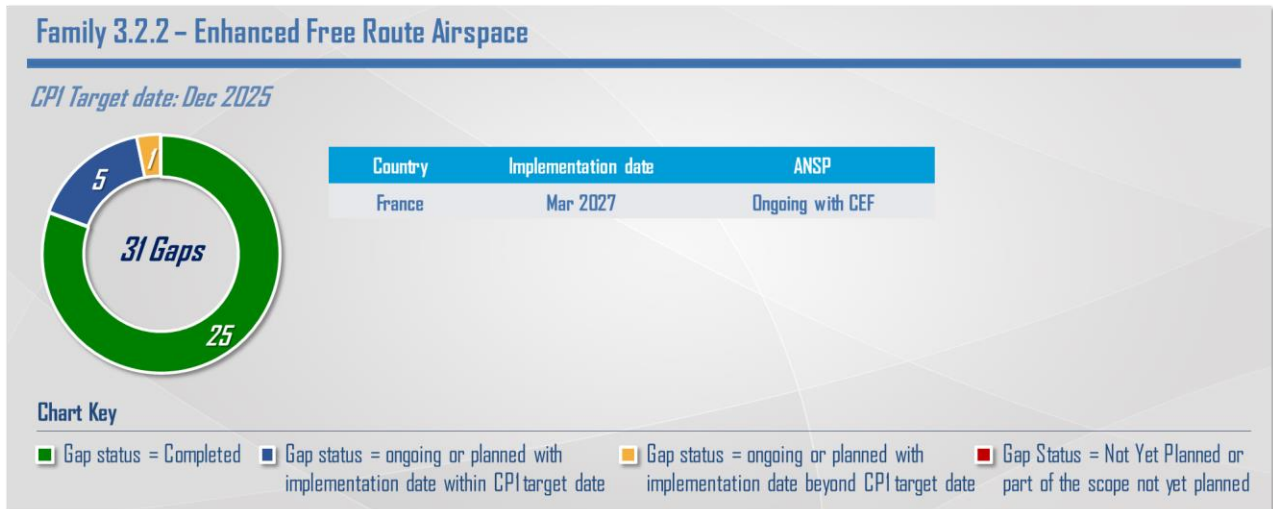 Family 3.2.2 – Enhanced Free Route Airspace
CP1 Target date: Dec 2025
1
5
31 Gaps
25
Country Implementation date ANSP
France Mar 2027 Ongoing with CEF
Chart Key
Gap status = Completed
Gap status = ongoing or planned with
implementation date within CP1 target date
Gap status = ongoing or planned with
implementation date beyond CP1 target date
Gap Status = Not Yet Planned or
part of the scope not yet planned